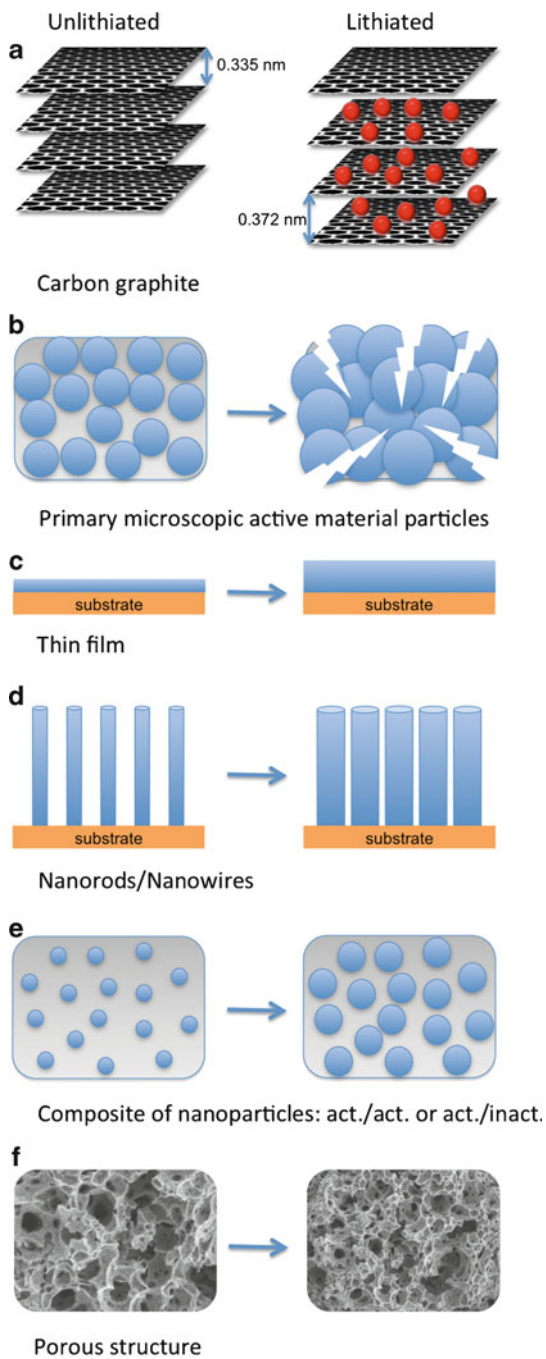 Unlithiated Lithiated
a
0.335 nm
0.372 nm
Carbon graphite
b
Primary microscopic active material particles
c
substrate substrate
Thin film
d
substrate substrate
Nanorods/Nanowires
e
Composite of nanoparticles: act./act. or act./inact.
f
Porous structure